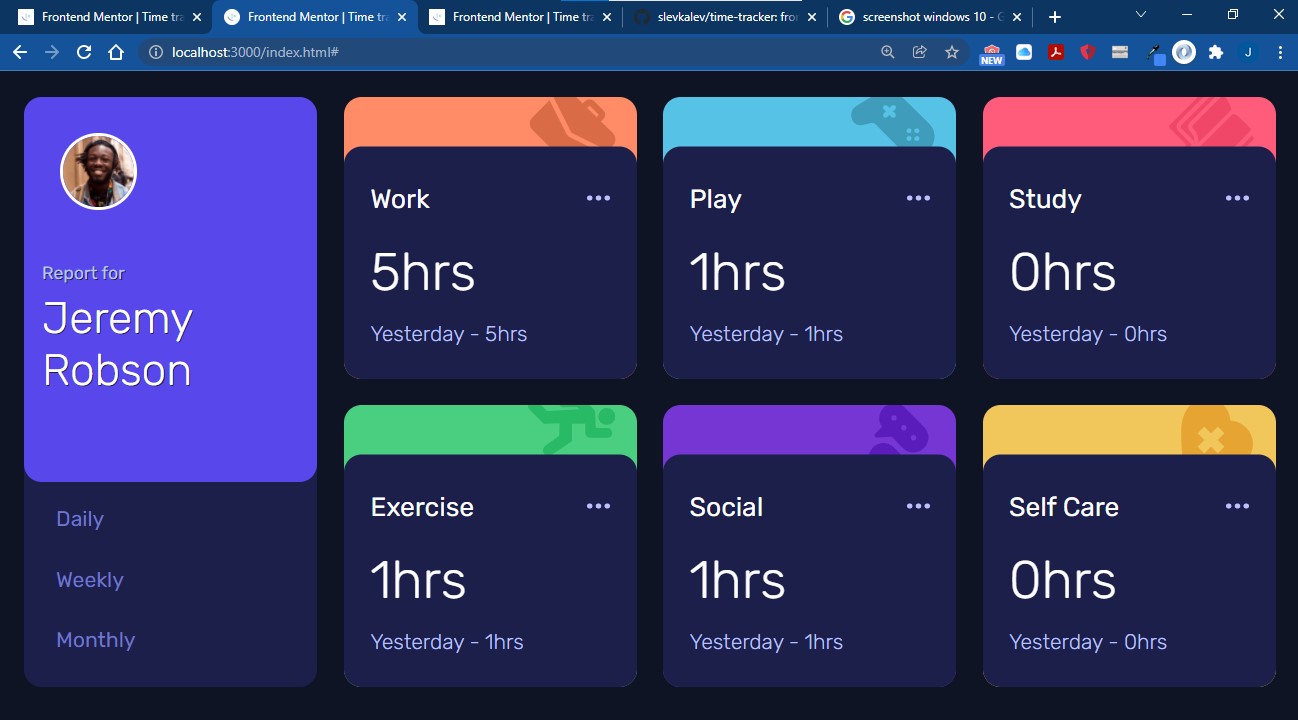 Frontend Mentor | Time tra
Frontend Mentor | Time tra
Frontend Mentor | Time tra
slevkalev/time-tracker: fro
screenshot windows 10 - G
localhost:3000/index.html#
NEW
J
Report for
Jeremy
Robson
Daily
Weekly
Monthly
Work
5hrs
Yesterday - 5hrs
Play
1hrs
Yesterday - 1hrs
Study
0hrs
Yesterday - 0hrs
Exercise
1hrs
Yesterday - 1hrs
Social
1hrs
Yesterday - 1hrs
Self Care
0hrs
Yesterday - 0hrs